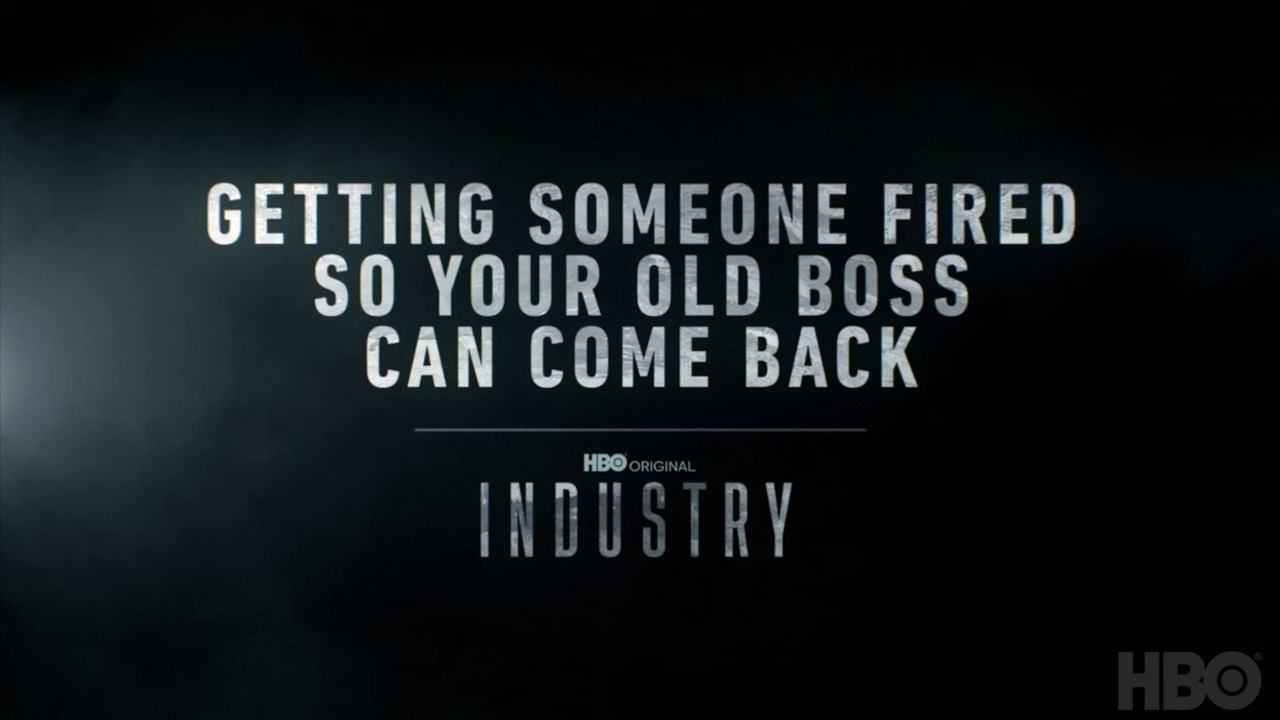 GETTING SOMEONE FIRED
SO YOUR OLD BOSS
CAN COME BACK
HBO ORIGINAL
INDUSTRY
HBO®